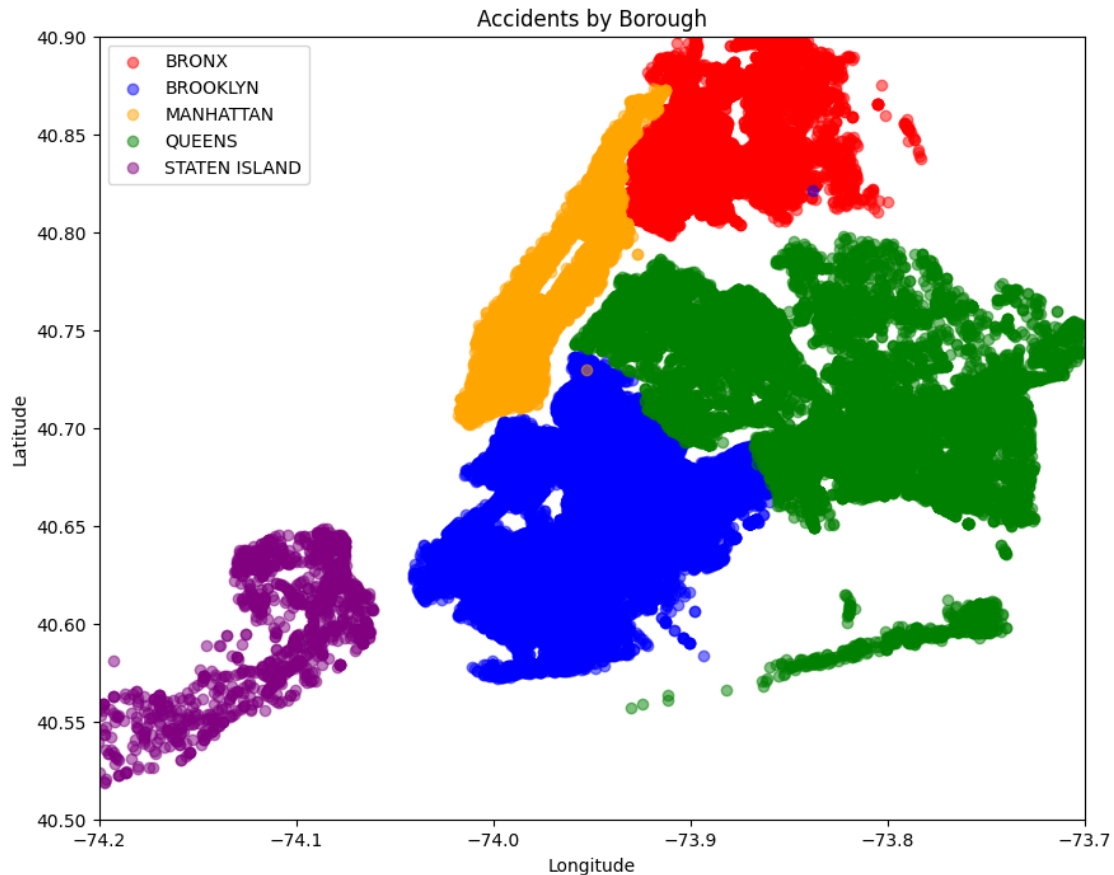 Accidents by Borough
BRONX
BROOKLYN
MANHATTAN
QUEENS
STATEN ISLAND
Latitude
40.90
40.85
40.80
40.75
40.70
40.65
40.60
40.55
40.50
−74.2 −74.1 −74.0 −73.9 −73.8 −73.7
Longitude